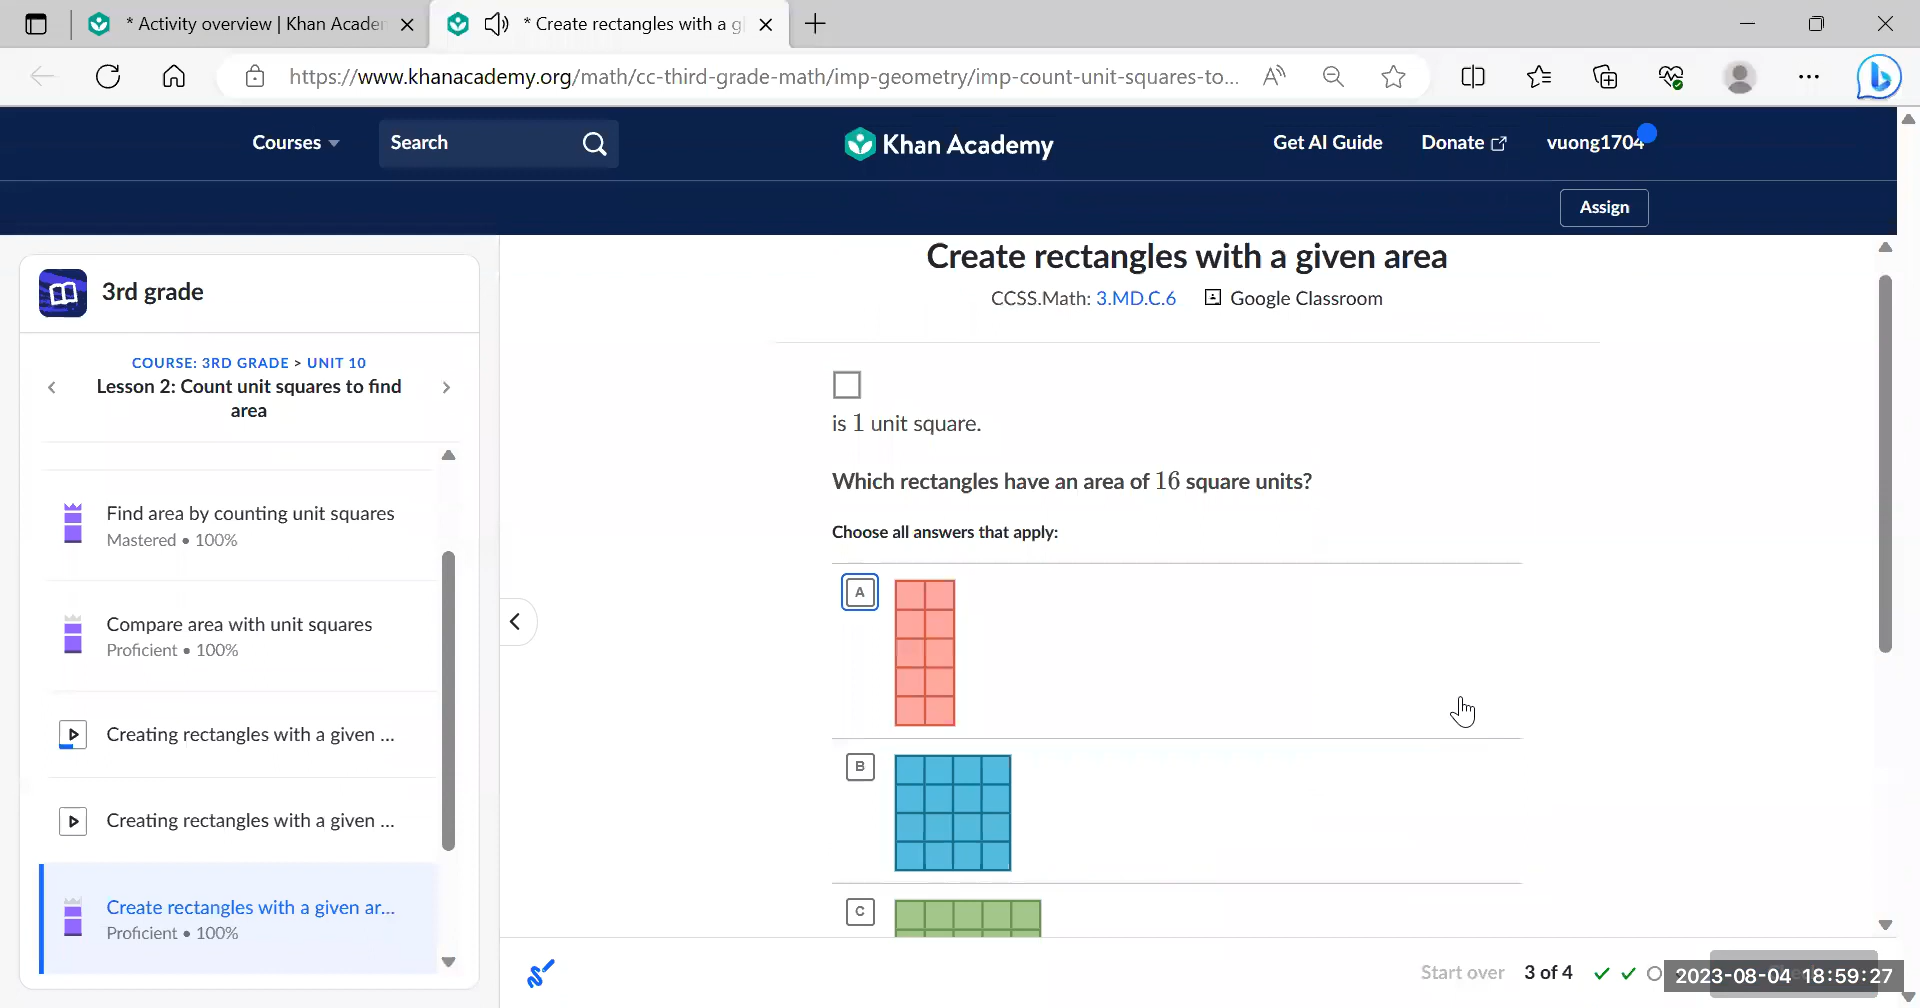 * Activity overview | Khan Academ
* Create rectangles with a g
https://www.khanacademy.org/math/cc-third-grade-math/imp-geometry/imp-count-unit-squares-to...
Courses
Search
Khan Academy
Get AI Guide
Donate
vuong1704
Assign
3rd grade
COURSE: 3RD GRADE > UNIT 10
Lesson 2: Count unit squares to find
area
Find area by counting unit squares
Mastered • 100%
Compare area with unit squares
Proficient • 100%
Creating rectangles with a given ...
Creating rectangles with a given ...
Create rectangles with a given ar...
Proficient • 100%
Create rectangles with a given area
CCSS.Math: 3.MD.C.6 Google Classroom
is 1 unit square.
Which rectangles have an area of 16 square units?
Choose all answers that apply:
A
B
C
Start over 3 of 4
2023-08-04 18:59:27